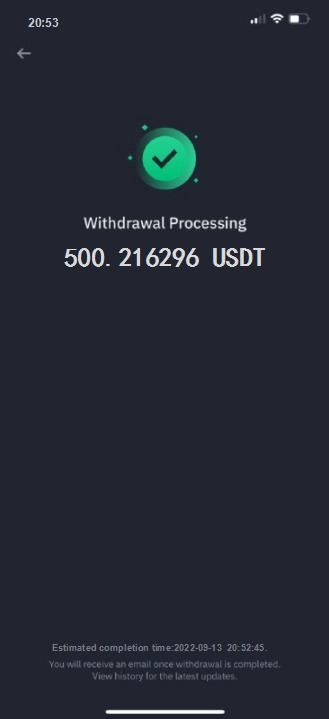 20:53
Withdrawal Processing
500.216296 USDT
Estimated completion time:2022-09-13 20:52:45.
You will receive an email once withdrawal is completed.
View history for the latest updates.